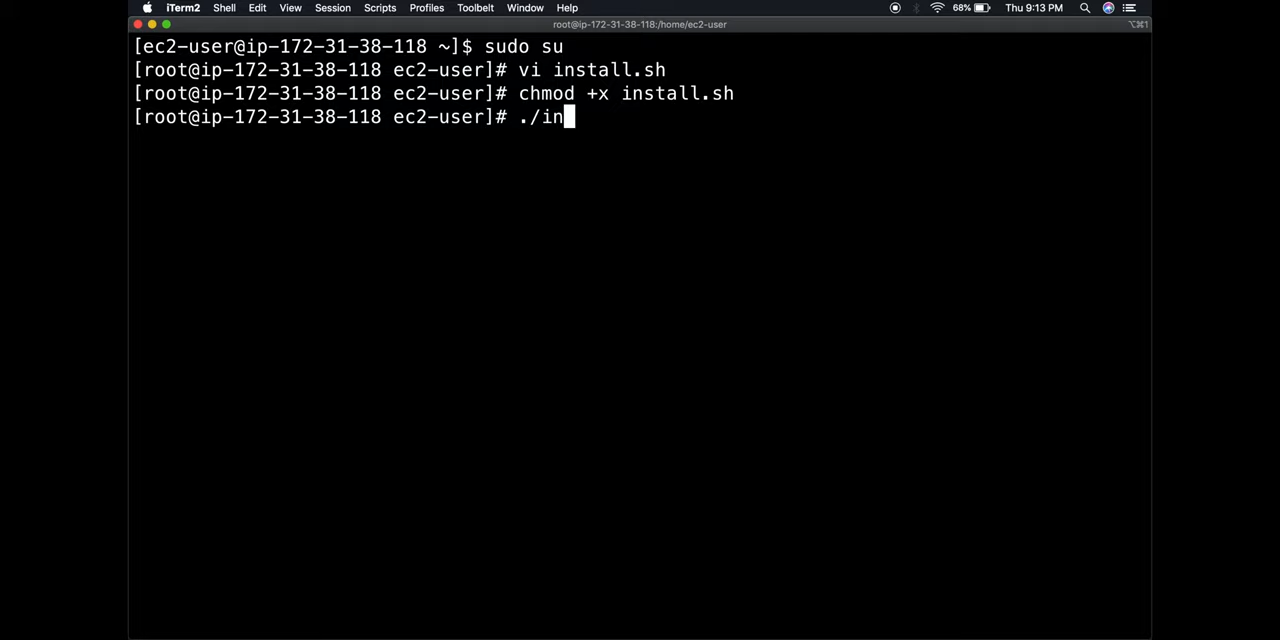 iTerm2 Shell Edit View Session Scripts Profiles Toolbelt Window Help 68% Thu 9:13 PM
root@ip-172-31-38-118:/home/ec2-user ⌥⌘1
[ec2-user@ip-172-31-38-118 ~]$ sudo su
[root@ip-172-31-38-118 ec2-user]# vi install.sh
[root@ip-172-31-38-118 ec2-user]# chmod +x install.sh
[root@ip-172-31-38-118 ec2-user]# ./in